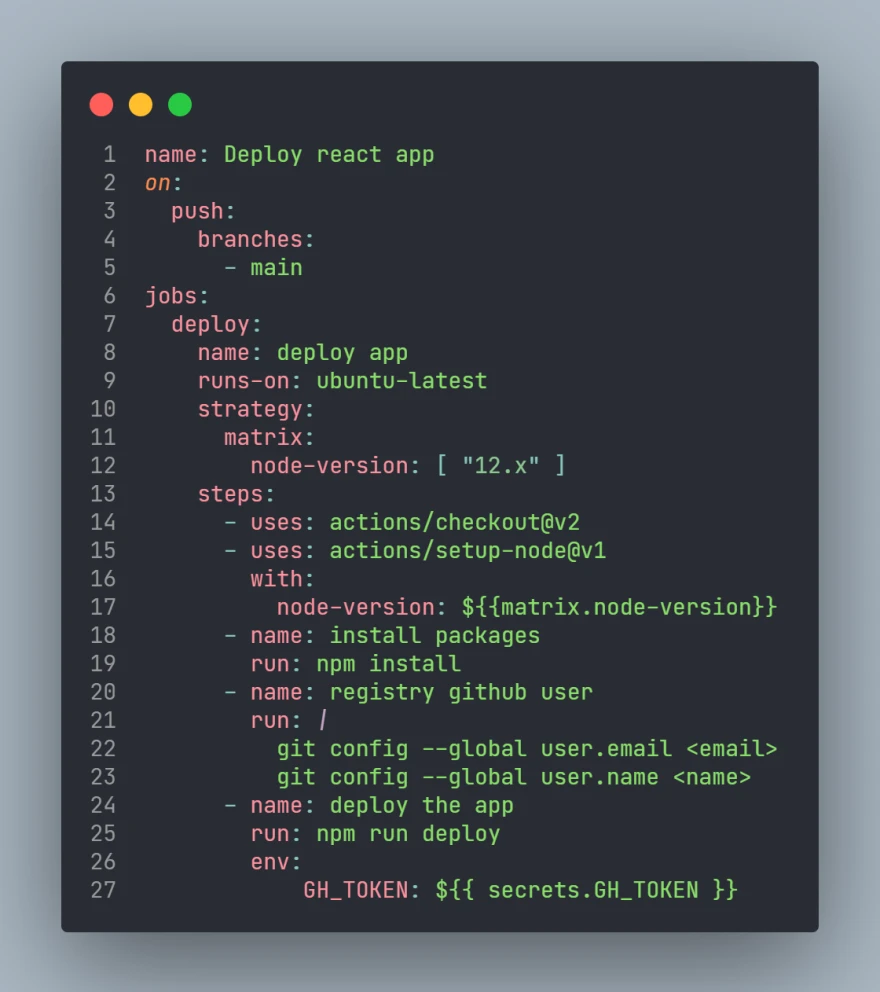 1 name: Deploy react app
2 on:
3   push:
4     branches:
5       - main
6 jobs:
7   deploy:
8     name: deploy app
9     runs-on: ubuntu-latest
10     strategy:
11       matrix:
12         node-version: [ "12.x" ]
13     steps:
14       - uses: actions/checkout@v2
15       - uses: actions/setup-node@v1
16         with:
17           node-version: ${{matrix.node-version}}
18       - name: install packages
19         run: npm install
20       - name: registry github user
21         run: |
22           git config --global user.email <email>
23           git config --global user.name <name>
24       - name: deploy the app
25         run: npm run deploy
26         env:
27             GH_TOKEN: ${{ secrets.GH_TOKEN }}